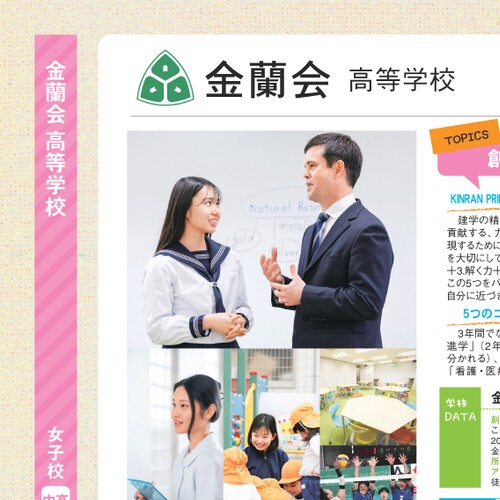 金蘭会 高等学校
女子校
金蘭会 高等学校
Natural Res
TOPICS
創
KINRAN PRI
建学の精
貢献する、力
現するために
を大切にして
+3.解く力+
この5つをバ
自分に近づき
5つのコ
3年間でな
進学」(2年
分かれる)、
「看護・医療
学校
DATA
金
創
こ
20
金
所
ア
徒